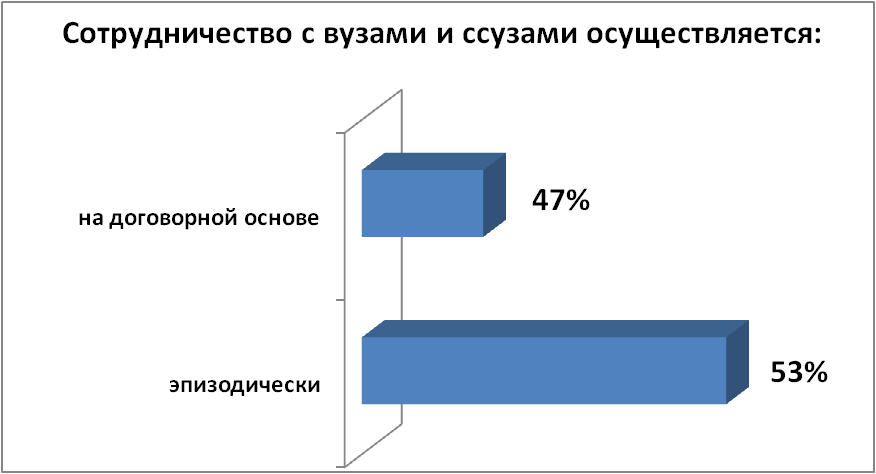 Сотрудничество с вузами и ссузами осуществляется:
на договорной основе
47%
эпизодически
53%